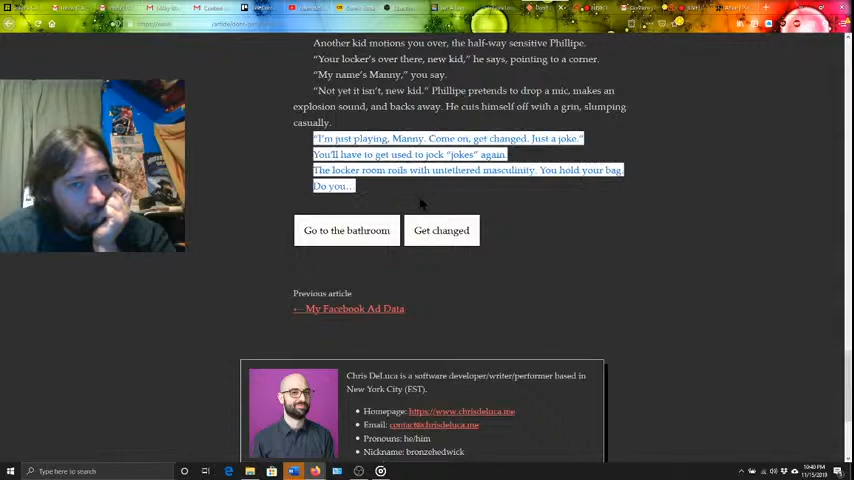 Another kid motions you over, the half-way sensitive Phillipe.
“Your locker's over there, new kid,” he says, pointing to a corner.
“My name's Manny,” you say.
“Not yet it isn't, new kid.” Phillipe pretends to drop a mic, makes an
explosion sound, and backs away. He cuts himself off with a grin, slumping
casually.
“I'm just playing, Manny. Come on, get changed. Just a joke.”
You'll have to get used to jock “jokes” again.
The locker room roils with untethered masculinity. You hold your bag.
Do you…
Go to the bathroom
Get changed
Previous article
← My Facebook Ad Data
Chris DeLuca is a software developer/writer/performer based in
New York City (EST).
Homepage: https://www.chrisdeluca.me
Email: contact@chrisdeluca.me
Pronouns: he/him
Nickname: bronzehedwick
Type here to search
10:40 PM
11/15/2019